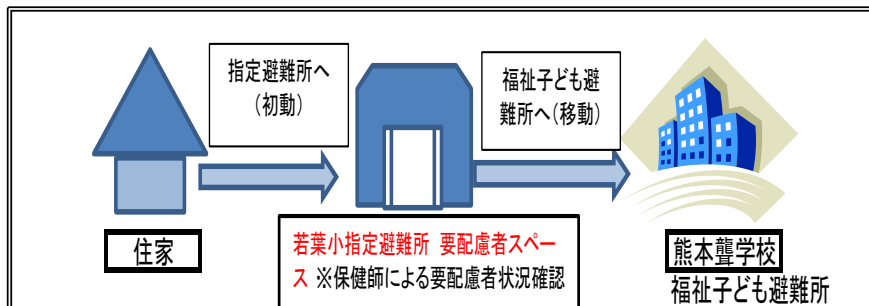 指定避難所へ
(初動)
福祉子ども避
難所へ(移動)
住家
若葉小指定避難所 要配慮者スペー
ス ※保健師による要配慮者状況確認
熊本聾学校
福祉子ども避難所